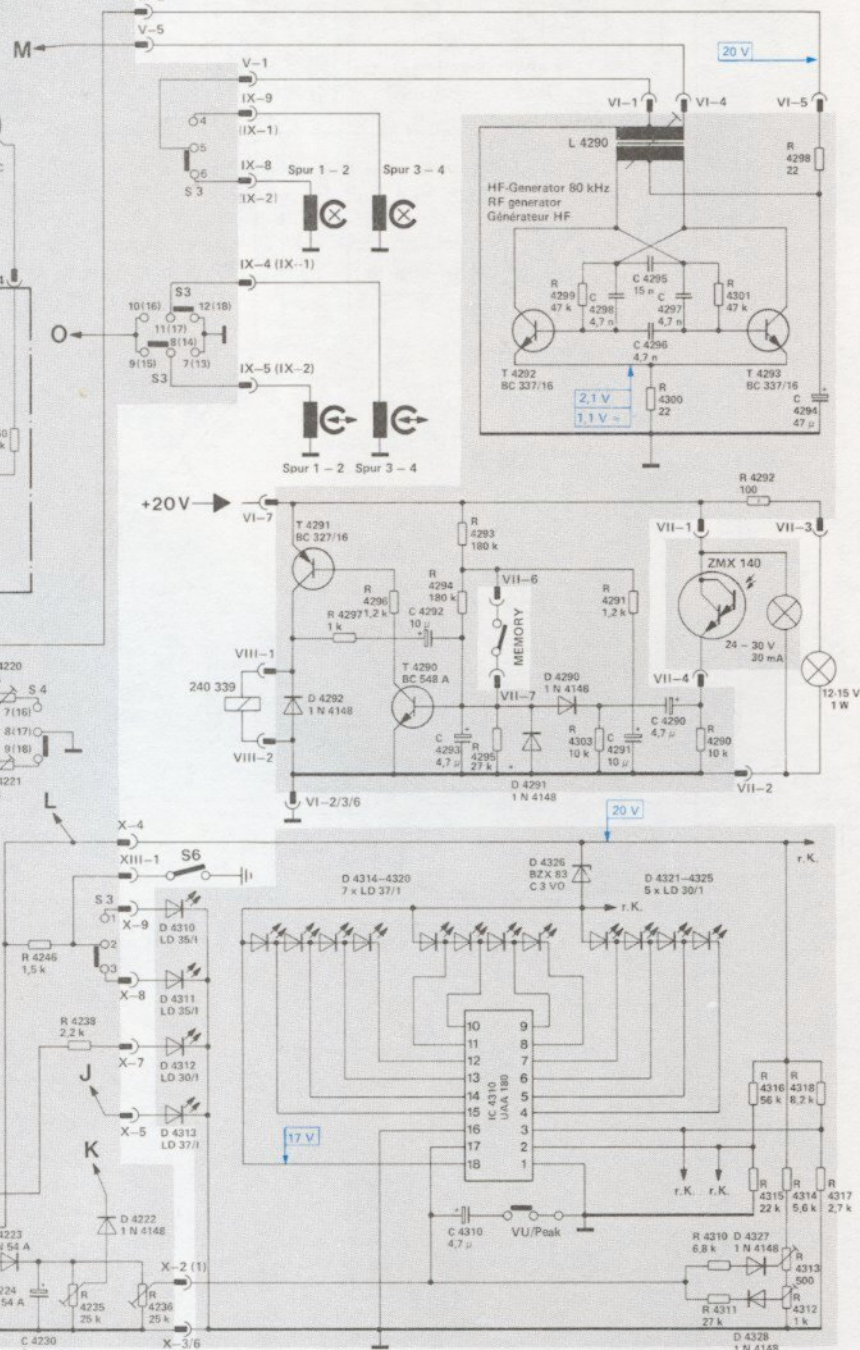 V–5
M
V–1
IX–9
(IX–1)
IX–8
(IX–2)
4
5
6
S 3
Spur 1 – 2
Spur 3 – 4
20 V
VI–1
VI–4
VI–5
L 4290
R
4298
22
HF-Generator 80 kHz
RF generator
Générateur HF
C 4295
15 n
R
4299
47 k
C
4298
4,7 n
C
4297
4,7 n
R
4301
47 k
C 4296
4,7 n
T 4292
BC 337/16
T 4293
BC 337/16
2,1 V
1,1 V ≈
R
4300
22
C
4294
47 µ
IX–4 (IX–1)
O
S3
10(16)
12(18)
11(17)
8(14)
9(15)
7(13)
S3
IX–5 (IX–2)
Spur 1 – 2
Spur 3 – 4
+20V
VI–7
T 4291
BC 327/16
R
4293
180 k
R 4292
100
VII–1
VII–3
ZMX 140
R
4296
1,2 k
R
4294
180 k
C 4292
10 µ
R 4297
1 k
VII–6
MEMORY
VII–7
R
4291
1,2 k
24 – 30 V
30 mA
VII–4
12-15 V
1 W
VIII–1
240 339
VIII–2
D 4292
1 N 4148
T 4290
BC 548 A
D 4290
1 N 4146
C
4293
4,7 µ
R
4295
27 k
R
4303
10 k
C
4291
10 µ
C 4290
4,7 µ
R
4290
10 k
D 4291
1 N 4148
VI–2/3/6
VII–2
4220
S 4
7(16)
8(17)
9(18)
4221
L
X–4
XIII–1
S6
20 V
r.K.
S 3
1
2
3
X–9
D 4310
LD 35/I
R 4246
1,5 k
X–8
D 4311
LD 35/I
R 4238
2,2 k
X–7
D 4312
LD 30/I
J
X–5
D 4313
LD 37/I
K
D 4314–4320
7 x LD 37/1
D 4326
BZX 83
C 3 VO
D 4321–4325
5 x LD 30/1
r.K.
IC 4310
UAA 180
10
9
11
8
12
7
13
6
14
5
15
4
16
3
17
2
18
1
17 V
R
4316
56 k
R
4318
8,2 k
r.K.
r.K.
R
4315
22 k
R
4314
5,6 k
R
4317
2,7 k
C 4310
4,7 µ
VU/Peak
D 4222
1 N 4148
4223
54 A
54 A
R
4235
25 k
R
4236
25 k
X–2 (1)
R 4310
6,8 k
D 4327
1 N 4148
R
4313
500
R 4311
27 k
R
4312
1 k
D 4328
1 N 4148
C 4230
X–3/6